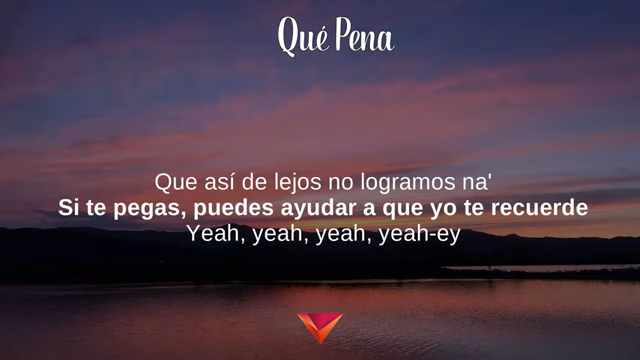 Qué Pena
Que así de lejos no logramos na'
Si te pegas, puedes ayudar a que yo te recuerde
Yeah, yeah, yeah, yeah-ey